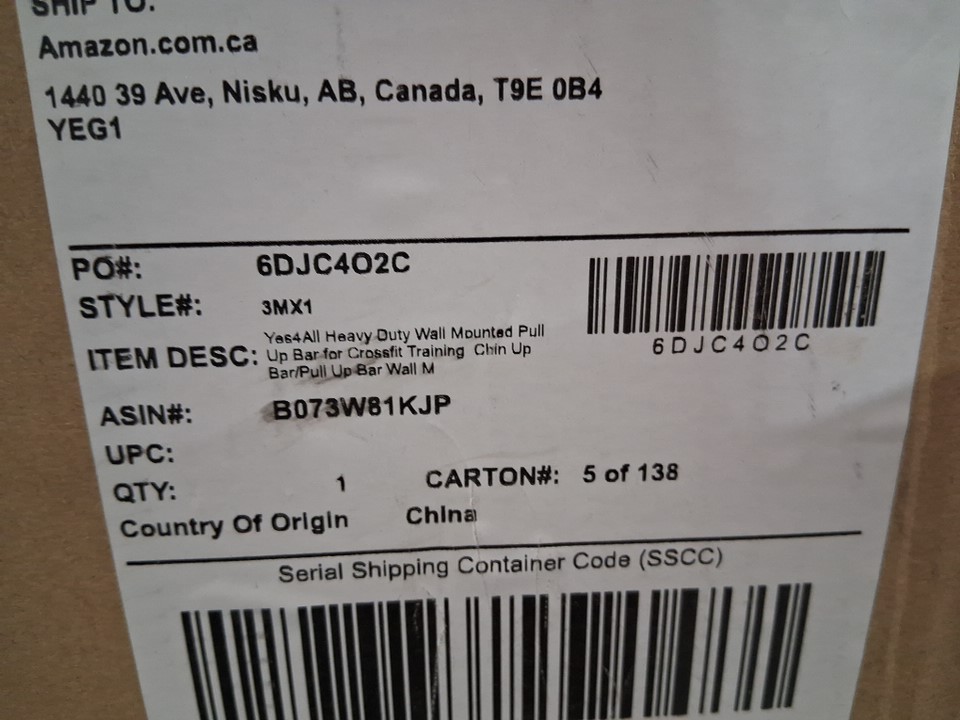 SHIP TO:
Amazon.com.ca
1440 39 Ave, Nisku, AB, Canada, T9E 0B4
YEG1
PO#: 6DJC4O2C
STYLE#: 3MX1
6DJC4O2C
ITEM DESC: Yes4All Heavy Duty Wall Mounted Pull
Up Bar for Crossfit Training Chin Up
Bar/Pull Up Bar Wall M
ASIN#: B073W81KJP
UPC:
QTY: 1 CARTON#: 5 of 138
Country Of Origin China
Serial Shipping Container Code (SSCC)